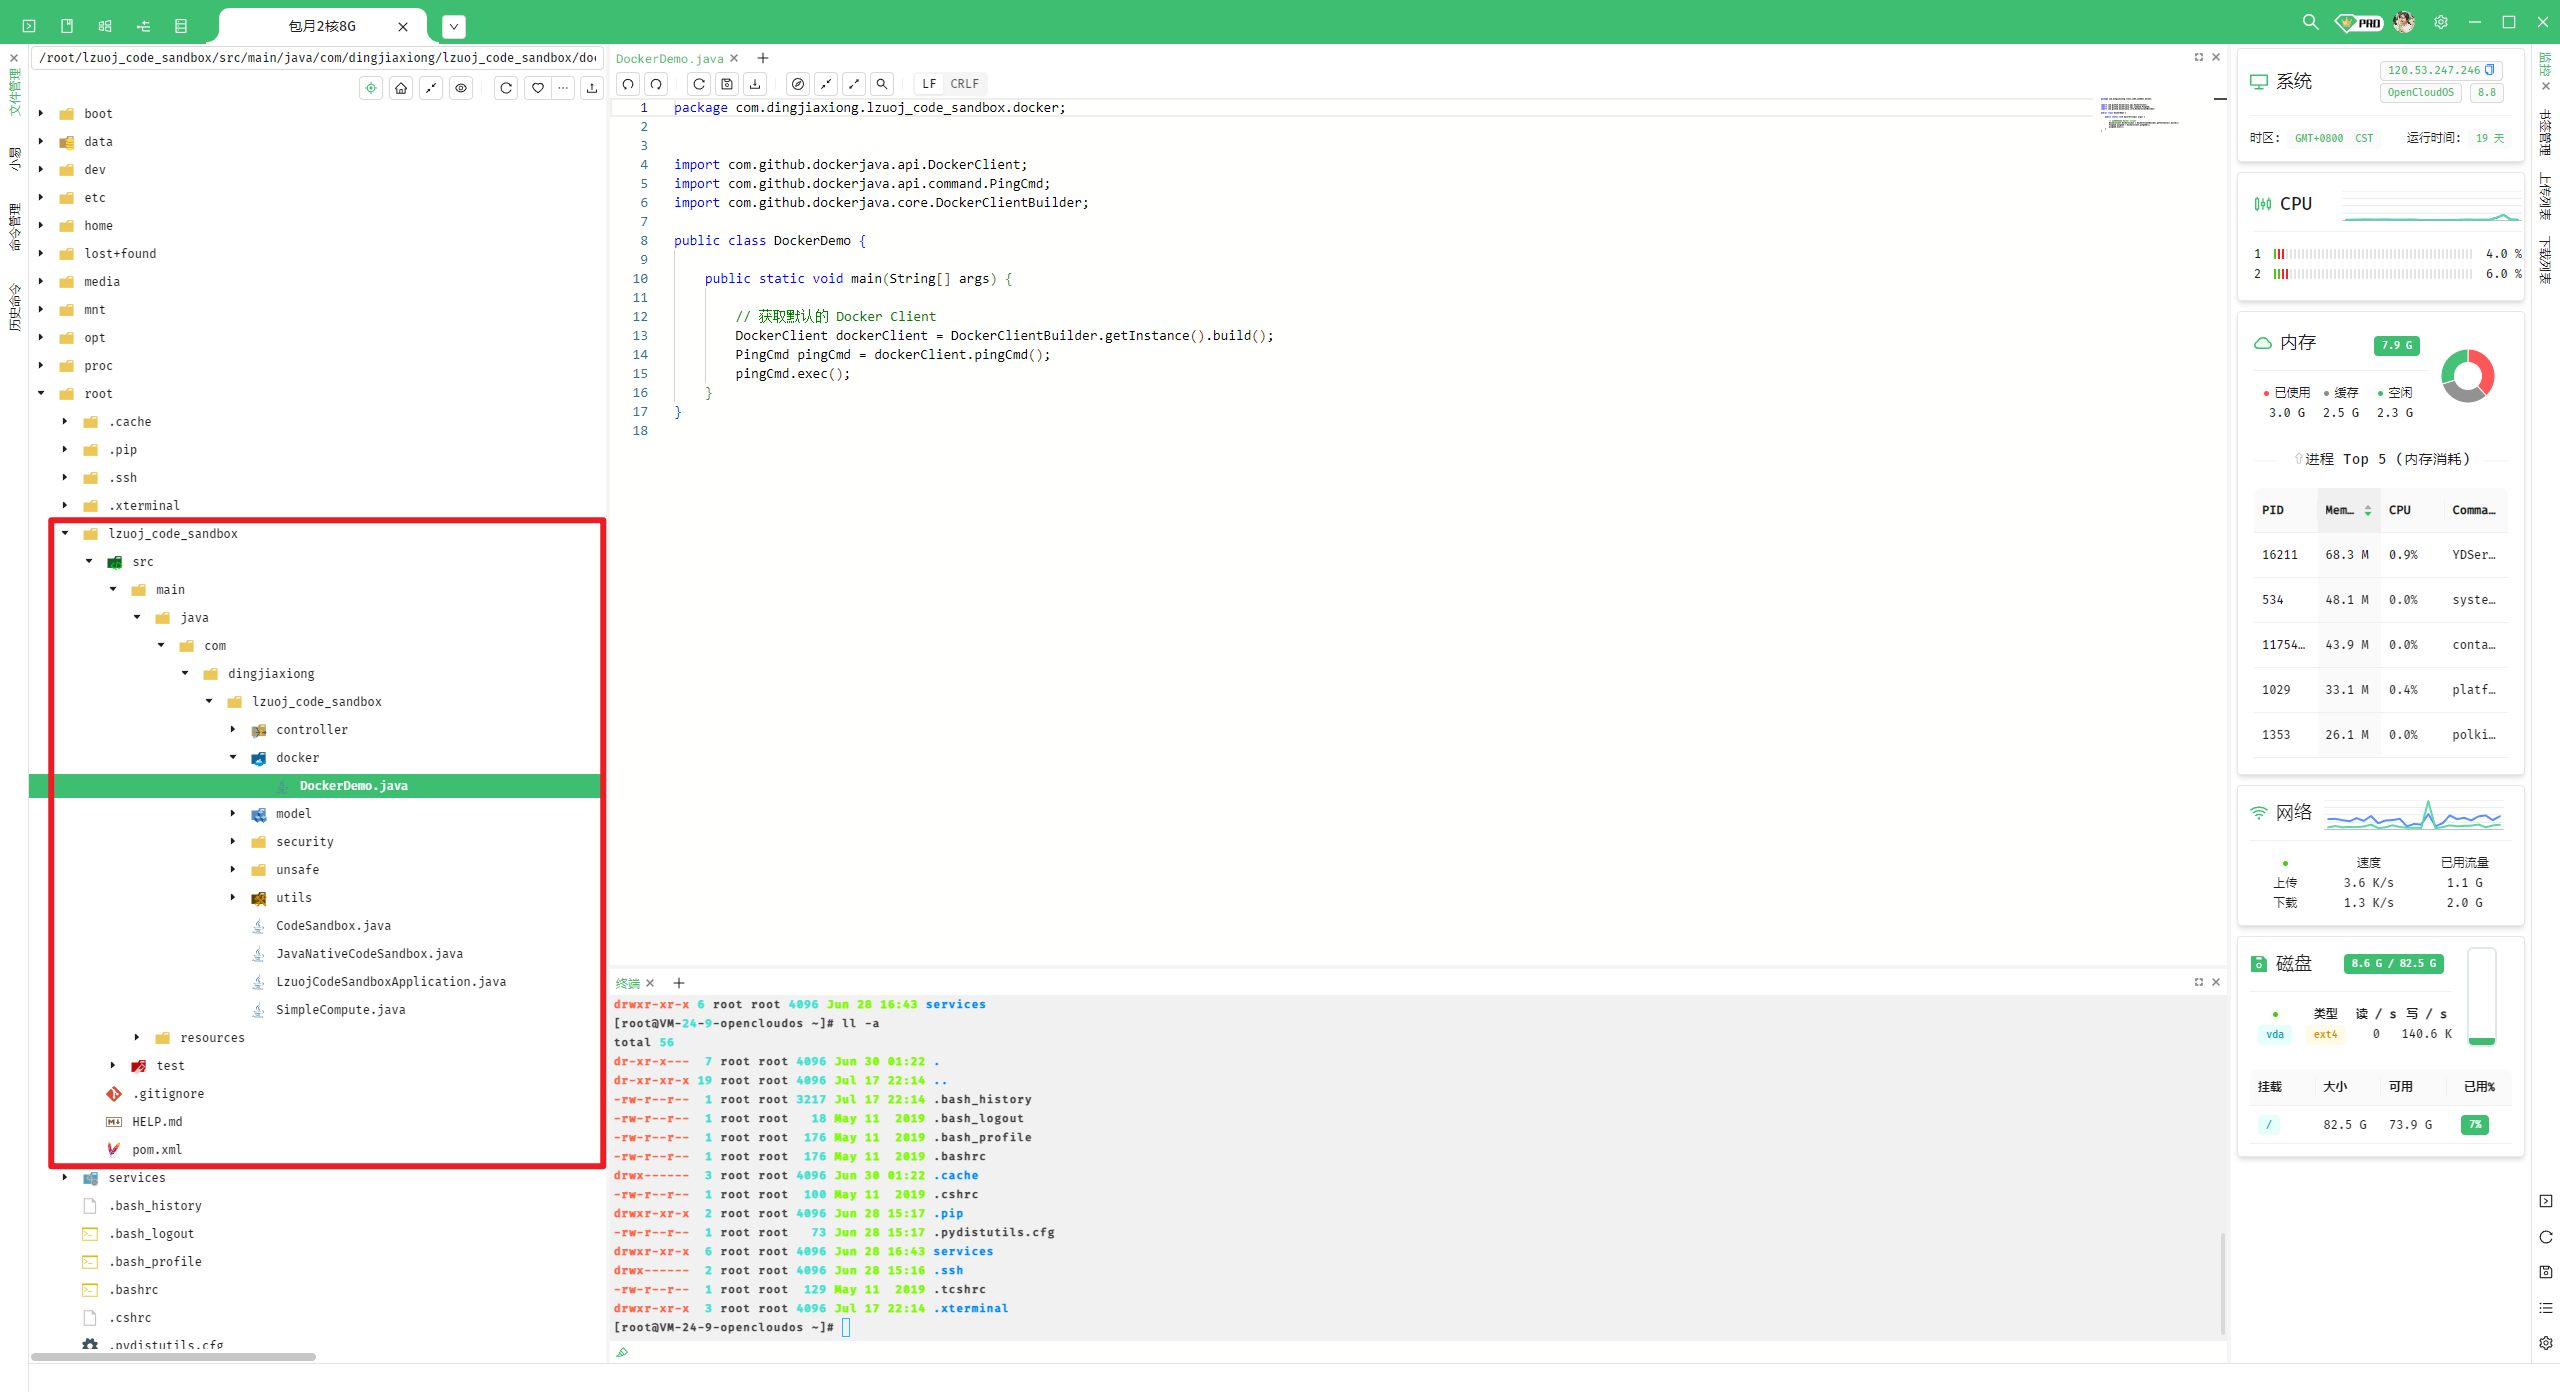 包月2核8G
PRO
文件管理
小易
命令管理
历史命令
/root/lzuoj_code_sandbox/src/main/java/com/dingjiaxiong/lzuoj_code_sandbox/doc
boot
data
dev
etc
home
lost+found
media
mnt
opt
proc
root
.cache
.pip
.ssh
.xterminal
lzuoj_code_sandbox
src
main
java
com
dingjiaxiong
lzuoj_code_sandbox
controller
docker
DockerDemo.java
model
security
unsafe
utils
CodeSandbox.java
JavaNativeCodeSandbox.java
LzuojCodeSandboxApplication.java
SimpleCompute.java
resources
test
.gitignore
HELP.md
pom.xml
services
.bash_history
.bash_logout
.bash_profile
.bashrc
.cshrc
.pydistutils.cfg
DockerDemo.java
LF CRLF
1 package com.dingjiaxiong.lzuoj_code_sandbox.docker;
2
3
4 import com.github.dockerjava.api.DockerClient;
5 import com.github.dockerjava.api.command.PingCmd;
6 import com.github.dockerjava.core.DockerClientBuilder;
7
8 public class DockerDemo {
9
10 public static void main(String[] args) {
11
12 // 获取默认的 Docker Client
13 DockerClient dockerClient = DockerClientBuilder.getInstance().build();
14 PingCmd pingCmd = dockerClient.pingCmd();
15 pingCmd.exec();
16 }
17 }
18
终端
drwxr-xr-x 6 root root 4096 Jun 28 16:43 services
[root@VM-24-9-opencloudos ~]# ll -a
total 56
dr-xr-x--- 7 root root 4096 Jun 30 01:22 .
dr-xr-xr-x 19 root root 4096 Jul 17 22:14 ..
-rw-r--r-- 1 root root 3217 Jul 17 22:14 .bash_history
-rw-r--r-- 1 root root 18 May 11 2019 .bash_logout
-rw-r--r-- 1 root root 176 May 11 2019 .bash_profile
-rw-r--r-- 1 root root 176 May 11 2019 .bashrc
drwx------ 3 root root 4096 Jun 30 01:22 .cache
-rw-r--r-- 1 root root 100 May 11 2019 .cshrc
drwxr-xr-x 2 root root 4096 Jun 28 15:17 .pip
-rw-r--r-- 1 root root 73 Jun 28 15:17 .pydistutils.cfg
drwxr-xr-x 6 root root 4096 Jun 28 16:43 services
drwx------ 2 root root 4096 Jun 28 15:16 .ssh
-rw-r--r-- 1 root root 129 May 11 2019 .tcshrc
drwxr-xr-x 3 root root 4096 Jul 17 22:14 .xterminal
[root@VM-24-9-opencloudos ~]#
系统
120.53.247.246
OpenCloudOS 8.8
时区: GMT+0800 CST 运行时间: 19 天
CPU
1 4.0 %
2 6.0 %
内存 7.9 G
已使用 缓存 空闲
3.0 G 2.5 G 2.3 G
进程 Top 5 (内存消耗)
PID Mem… CPU Comma…
16211 68.3 M 0.9% YDSer…
534 48.1 M 0.0% syste…
11754… 43.9 M 0.0% conta…
1029 33.1 M 0.4% platf…
1353 26.1 M 0.0% polki…
网络
速度 已用流量
上传 3.6 K/s 1.1 G
下载 1.3 K/s 2.0 G
磁盘 8.6 G / 82.5 G
类型 读 / s 写 / s
vda ext4 0 140.6 K
挂载 大小 可用 已用%
/ 82.5 G 73.9 G 7%
监控
书签管理
上传列表
下载列表